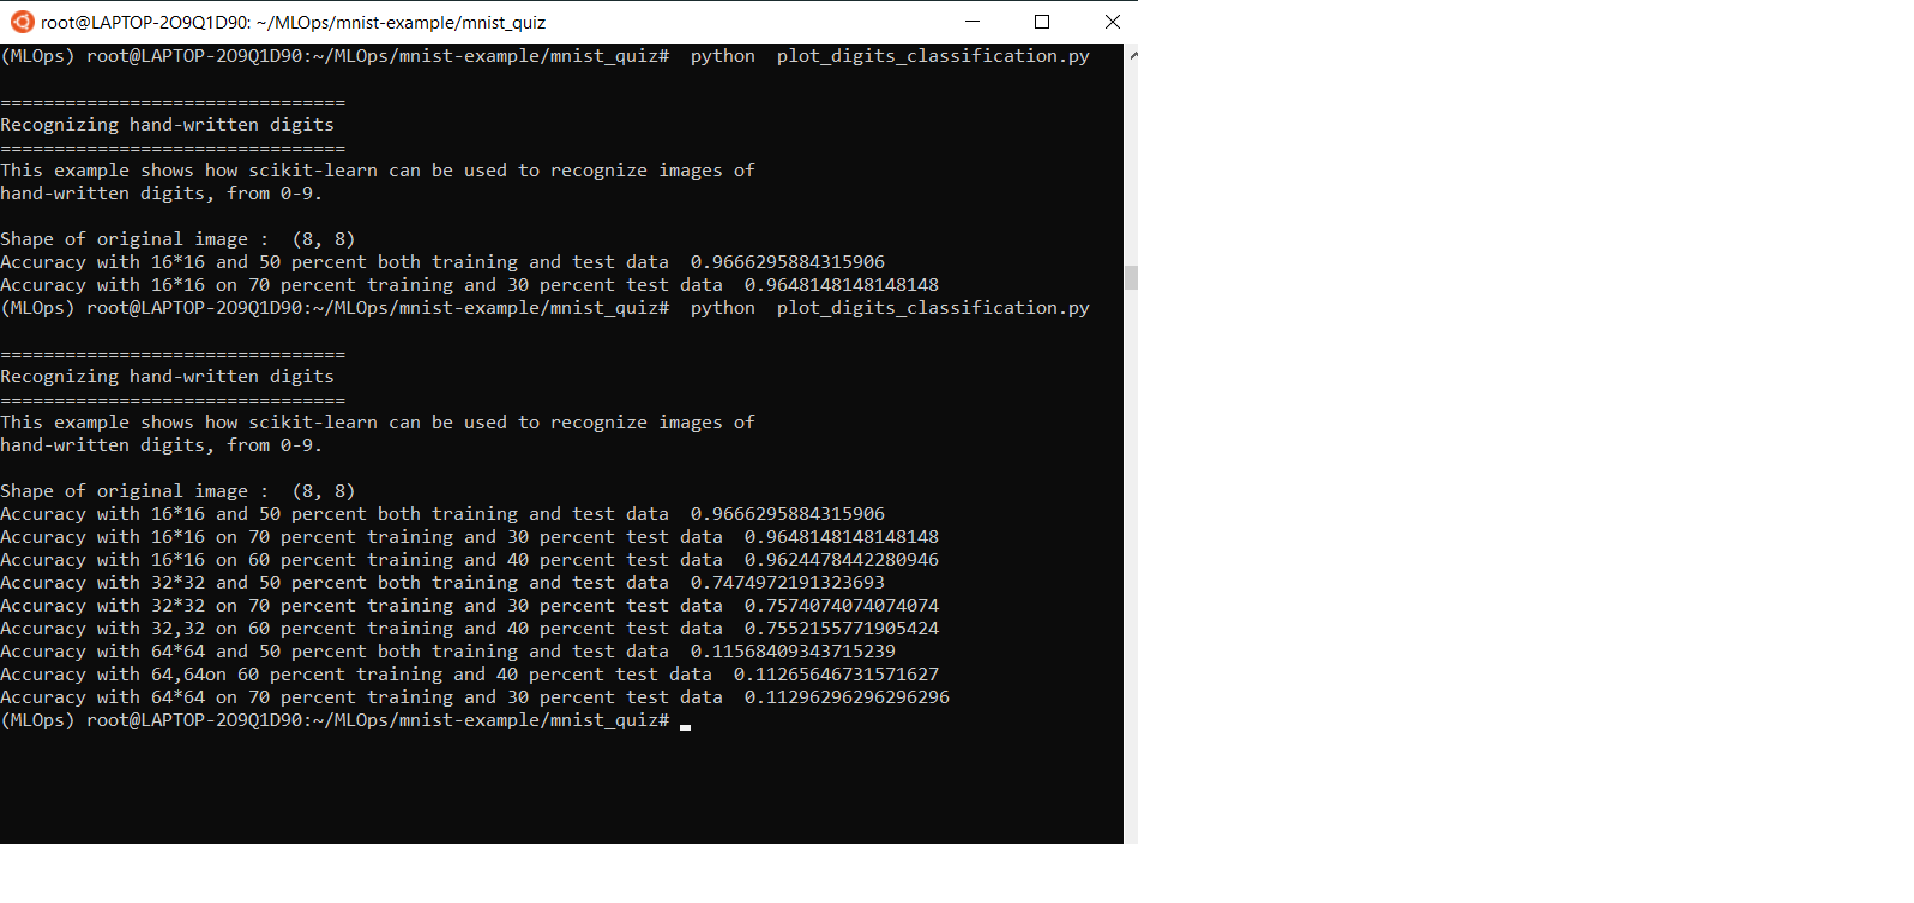 root@LAPTOP-2O9Q1D90: ~/MLOps/mnist-example/mnist_quiz
(MLOps) root@LAPTOP-2O9Q1D90:~/MLOps/mnist-example/mnist_quiz#  python  plot_digits_classification.py
================================
Recognizing hand-written digits
================================
This example shows how scikit-learn can be used to recognize images of
hand-written digits, from 0-9.
Shape of original image :  (8, 8)
Accuracy with 16*16 and 50 percent both training and test data  0.9666295884315906
Accuracy with 16*16 on 70 percent training and 30 percent test data  0.9648148148148148
(MLOps) root@LAPTOP-2O9Q1D90:~/MLOps/mnist-example/mnist_quiz#  python  plot_digits_classification.py
================================
Recognizing hand-written digits
================================
This example shows how scikit-learn can be used to recognize images of
hand-written digits, from 0-9.
Shape of original image :  (8, 8)
Accuracy with 16*16 and 50 percent both training and test data  0.9666295884315906
Accuracy with 16*16 on 70 percent training and 30 percent test data  0.9648148148148148
Accuracy with 16*16 on 60 percent training and 40 percent test data  0.9624478442280946
Accuracy with 32*32 and 50 percent both training and test data  0.7474972191323693
Accuracy with 32*32 on 70 percent training and 30 percent test data  0.7574074074074074
Accuracy with 32,32 on 60 percent training and 40 percent test data  0.7552155771905424
Accuracy with 64*64 and 50 percent both training and test data  0.11568409343715239
Accuracy with 64,64on 60 percent training and 40 percent test data  0.11265646731571627
Accuracy with 64*64 on 70 percent training and 30 percent test data  0.11296296296296296
(MLOps) root@LAPTOP-2O9Q1D90:~/MLOps/mnist-example/mnist_quiz#